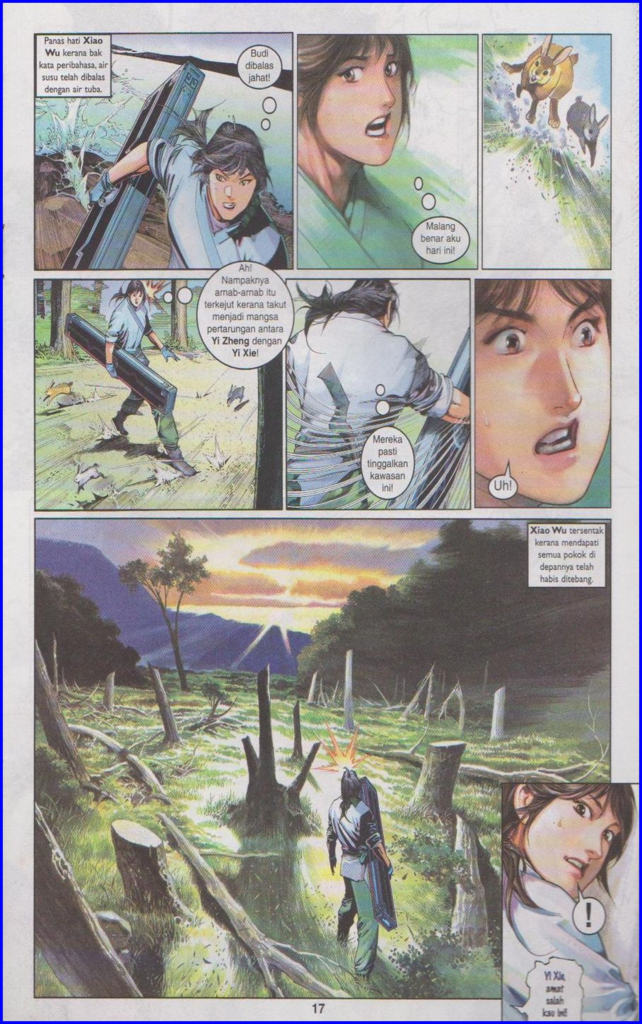 Panas hati Xiao
Wu kerana bak
kata peribahasa, air
susu telah dibalas
dengan air tuba.
Budi
dibalas
jahat!
Malang
benar aku
hari ini!
Ah!
Nampaknya
arnab-arnab itu
terkejut kerana takut
menjadi mangsa
pertarungan antara
Yi Zheng dengan
Yi Xie!
Mereka
pasti
tinggalkan
kawasan
ini!
Uh!
Xiao Wu tersentak
kerana mendapati
semua pokok di
depannya telah
habis ditebang.
!
Yi Xie,
amat
salah
kau ini!
17